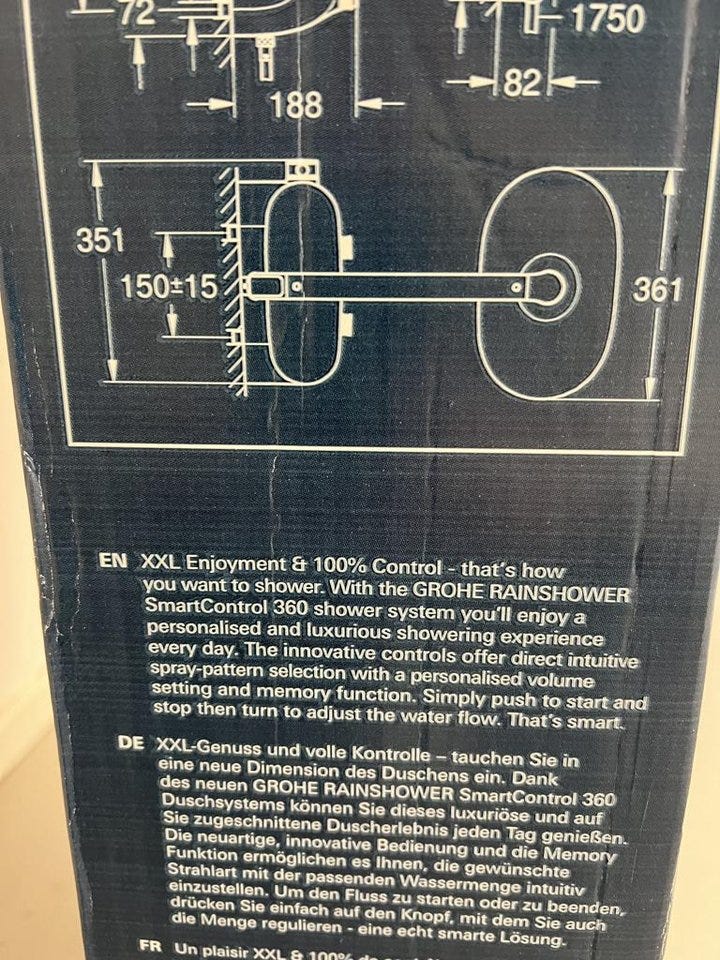 72
1750
82
188
351
150±15
361
EN XXL Enjoyment & 100% Control - that's how
you want to shower. With the GROHE RAINSHOWER
SmartControl 360 shower system you'll enjoy a
personalised and luxurious showering experience
every day. The innovative controls offer direct intuitive
spray-pattern selection with a personalised volume
setting and memory function. Simply push to start and
stop then turn to adjust the water flow. That's smart.
DE XXL-Genuss und volle Kontrolle – tauchen Sie in
eine neue Dimension des Duschens ein. Dank
des neuen GROHE RAINSHOWER SmartControl 360
Duschsystems können Sie dieses luxuriöse und auf
Sie zugeschnittene Duscherlebnis jeden Tag genießen.
Die neuartige, innovative Bedienung und die Memory
Funktion ermöglichen es Ihnen, die gewünschte
Strahlart mit der passenden Wassermenge intuitiv
einzustellen. Um den Fluss zu starten oder zu beenden,
drücken Sie einfach auf den Knopf, mit dem Sie auch
die Menge regulieren - eine echt smarte Lösung.
FR Un plaisir XXL & 100% de